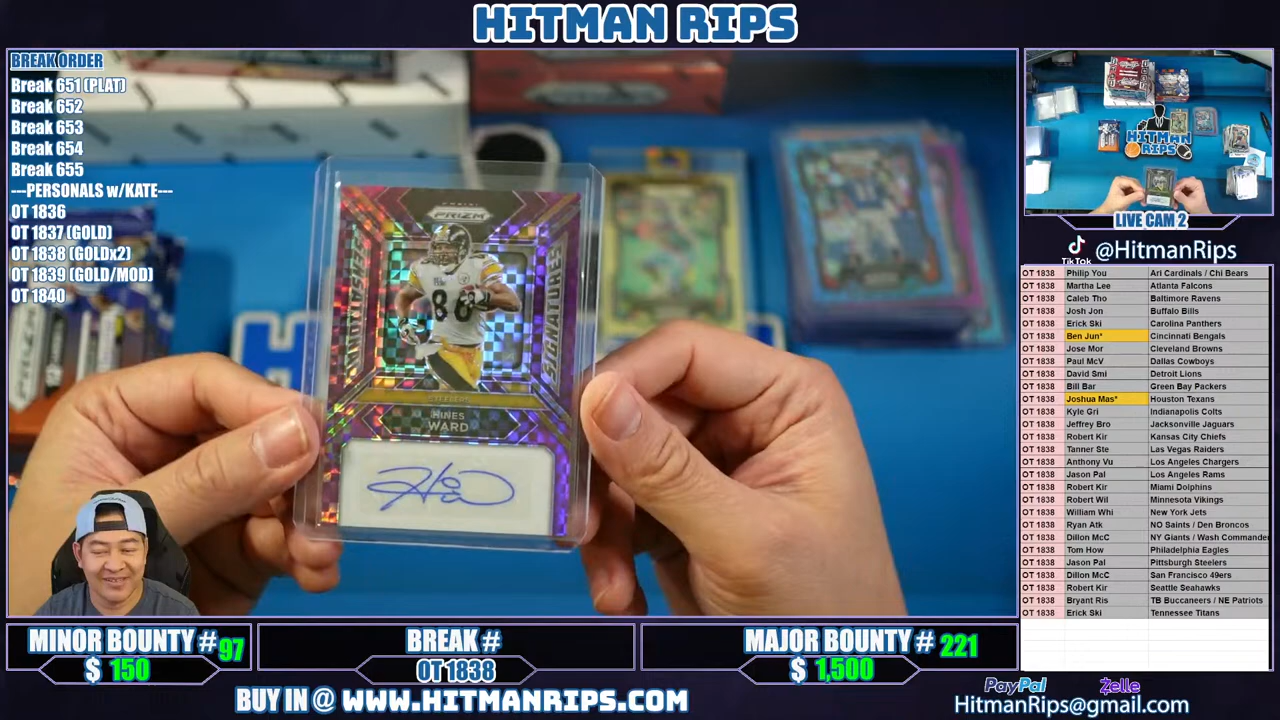 HITMAN RIPS
BREAK ORDER
Break 651 (PLAT)
Break 652
Break 653
Break 654
Break 655
---PERSONALS w/KATE---
OT 1836
OT 1837 (GOLD)
OT 1838 (GOLDx2)
OT 1839 (GOLD/MOD)
OT 1840
PANINI
PRIZM
SENSATIONAL
SIGNATURES
86
STEELERS
HINES
WARD
HITMAN
RIPS
LIVE CAM 2
TikTok
@HitmanRips
OT 1838 Philip You Ari Cardinals / Chi Bears
OT 1838 Martha Lee Atlanta Falcons
OT 1838 Caleb Tho Baltimore Ravens
OT 1838 Josh Jon Buffalo Bills
OT 1838 Erick Ski Carolina Panthers
OT 1838 Ben Jun* Cincinnati Bengals
OT 1838 Jose Mor Cleveland Browns
OT 1838 Paul McV Dallas Cowboys
OT 1838 David Smi Detroit Lions
OT 1838 Bill Bar Green Bay Packers
OT 1838 Joshua Mas* Houston Texans
OT 1838 Kyle Gri Indianapolis Colts
OT 1838 Jeffrey Bro Jacksonville Jaguars
OT 1838 Robert Kir Kansas City Chiefs
OT 1838 Tanner Ste Las Vegas Raiders
OT 1838 Anthony Vu Los Angeles Chargers
OT 1838 Jason Pal Los Angeles Rams
OT 1838 Robert Kir Miami Dolphins
OT 1838 Robert Wil Minnesota Vikings
OT 1838 William Whi New York Jets
OT 1838 Ryan Atk NO Saints / Den Broncos
OT 1838 Dillon McC NY Giants / Wash Commander
OT 1838 Tom How Philadelphia Eagles
OT 1838 Jason Pal Pittsburgh Steelers
OT 1838 Dillon McC San Francisco 49ers
OT 1838 Robert Kir Seattle Seahawks
OT 1838 Bryant Ris TB Buccaneers / NE Patriots
OT 1838 Erick Ski Tennessee Titans
MINOR BOUNTY # 97
$ 150
BREAK #
OT 1838
MAJOR BOUNTY # 221
$ 1,500
BUY IN @ WWW.HITMANRIPS.COM
PayPal Zelle
HitmanRips@gmail.com